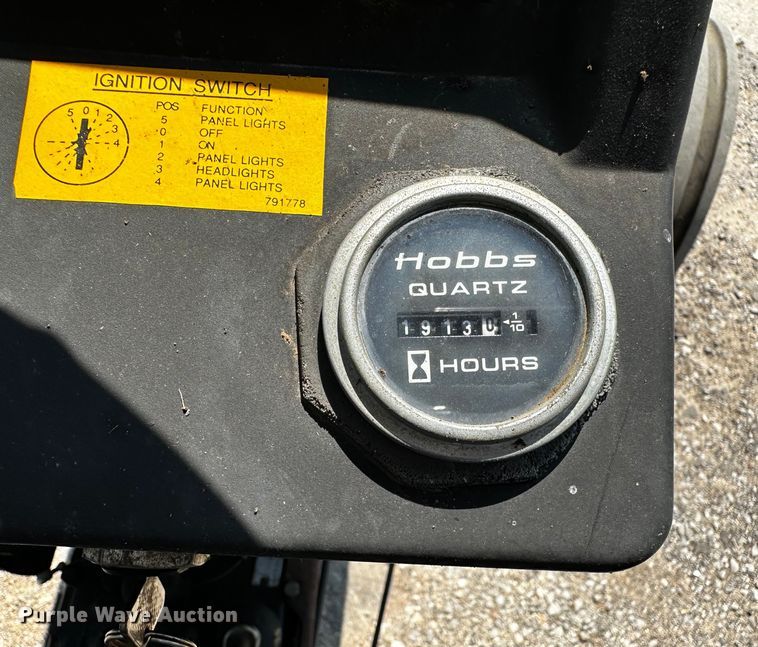 IGNITION SWITCH
POS FUNCTION
5 PANEL LIGHTS
0 OFF
1 ON
2 PANEL LIGHTS
3 HEADLIGHTS
4 PANEL LIGHTS
791778
5 0 1 2 3 4
Hobbs
QUARTZ
1 9 1 3 0 1/10
HOURS
Purple Wave Auction